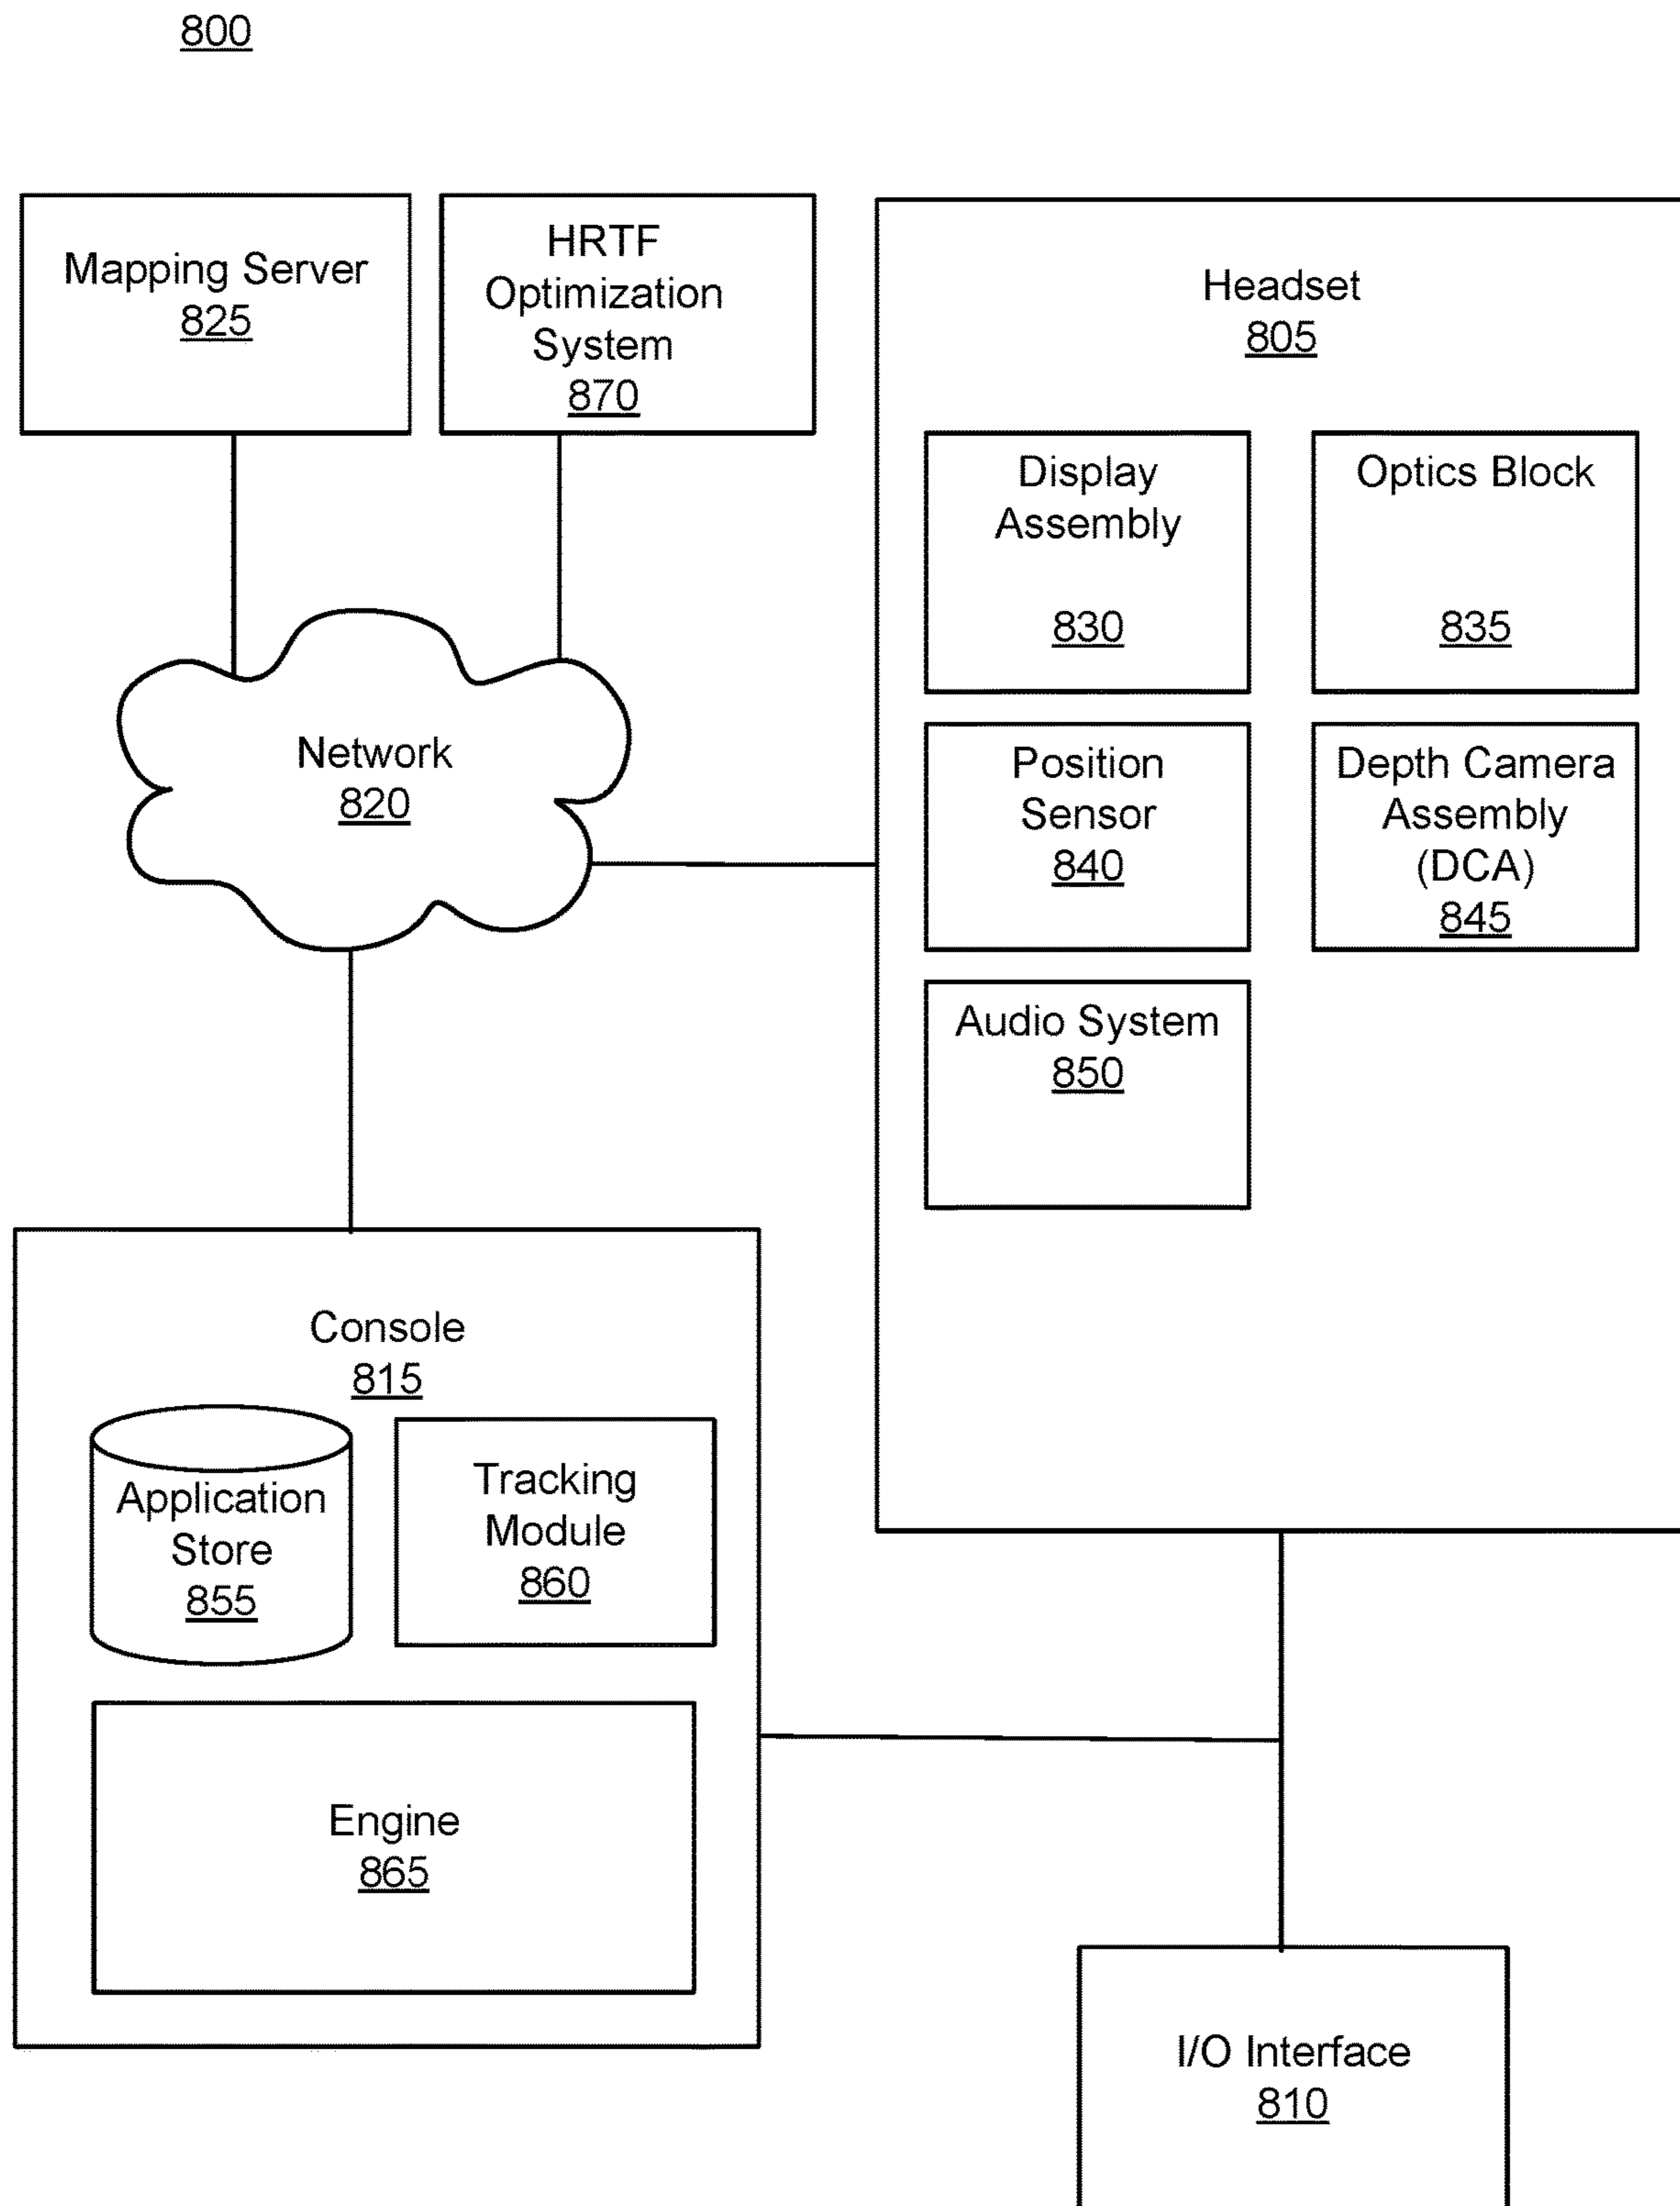 800
Mapping Server
825
HRTF
Optimization
System
870
Headset
805
Display
Assembly
830
Optics Block
835
Position
Sensor
840
Depth Camera
Assembly
(DCA)
845
Audio System
850
Network
820
Console
815
Application
Store
855
Tracking
Module
860
Engine
865
I/O Interface
810